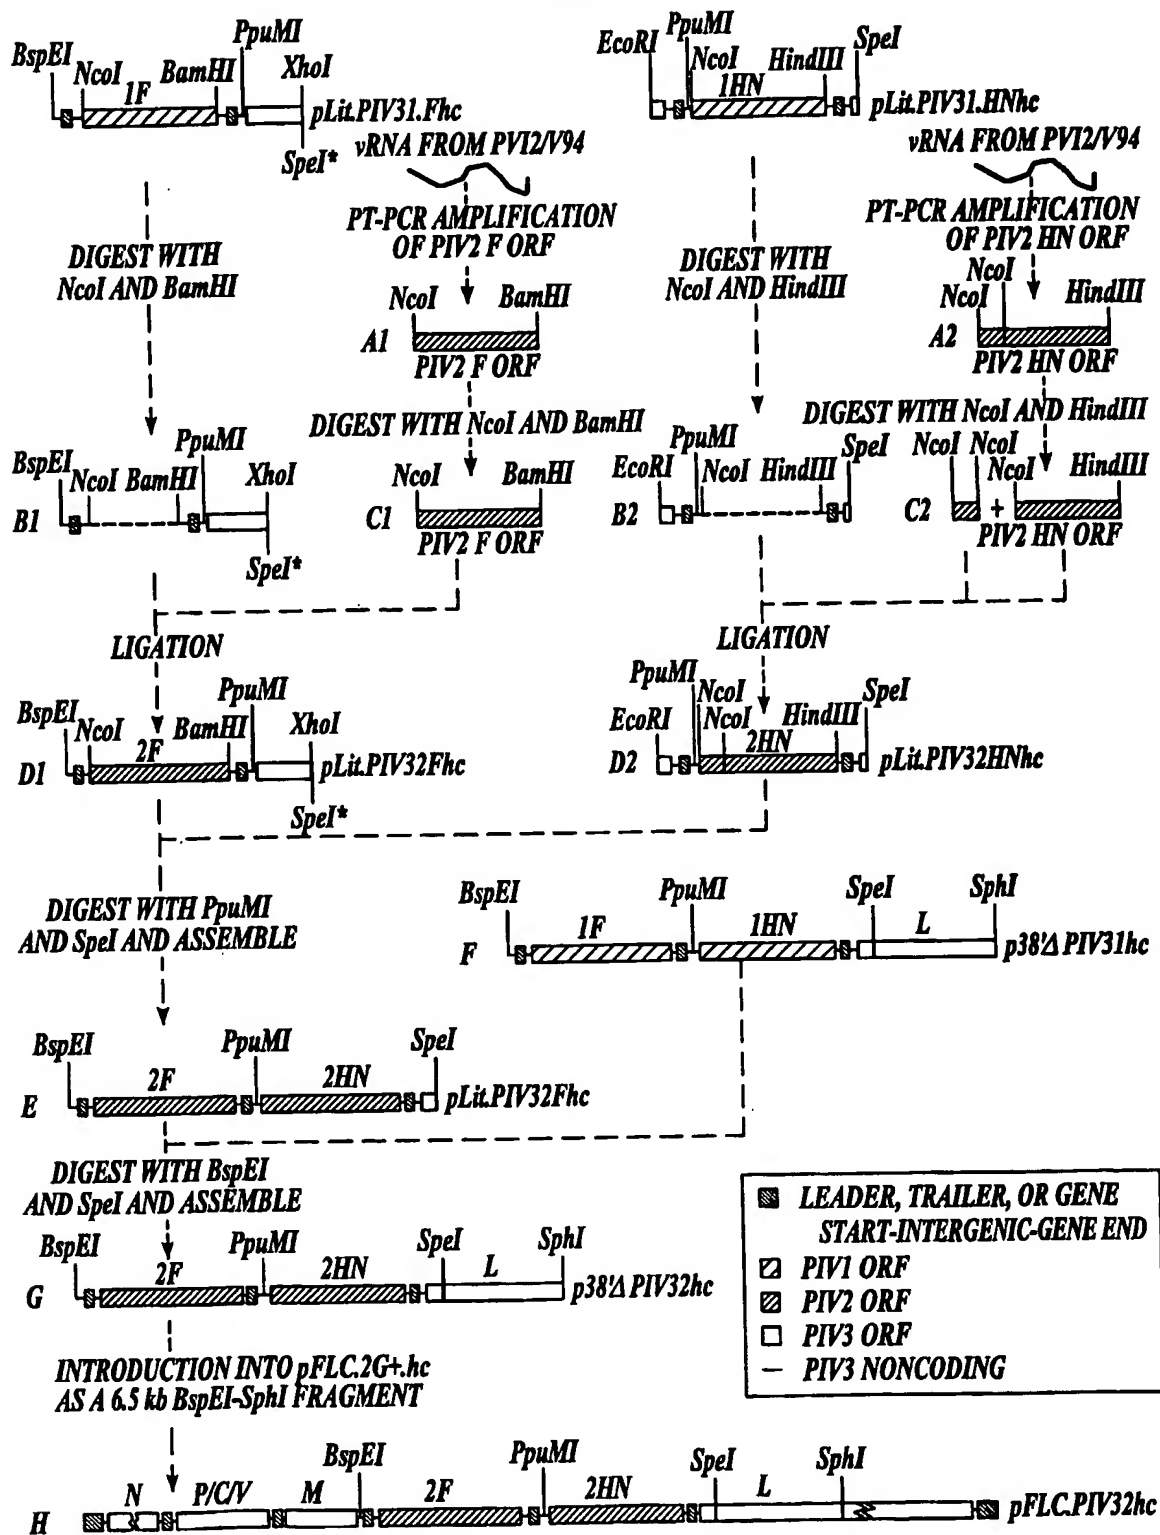 BspEI
NcoI
1F
BamHI
PpuMI
XhoI
pLit.PIV31.Fhc
SpeI*
EcoRI
PpuMI
NcoI
1HN
HindIII
SpeI
pLit.PIV31.HNhc
vRNA FROM PVI2/V94
PT-PCR AMPLIFICATION
OF PIV2 F ORF
vRNA FROM PVI2/V94
PT-PCR AMPLIFICATION
OF PIV2 HN ORF
DIGEST WITH
NcoI AND BamHI
NcoI
BamHI
A1
PIV2 F ORF
DIGEST WITH
NcoI AND HindIII
NcoI
NcoI
HindIII
A2
PIV2 HN ORF
DIGEST WITH NcoI AND BamHI
DIGEST WITH NcoI AND HindIII
BspEI
NcoI BamHI
PpuMI
XhoI
B1
SpeI*
NcoI
BamHI
C1
PIV2 F ORF
EcoRI
PpuMI
NcoI HindIII
SpeI
B2
NcoI NcoI
NcoI
HindIII
C2
+
PIV2 HN ORF
LIGATION
LIGATION
BspEI
NcoI
2F
BamHI
PpuMI
XhoI
D1
pLit.PIV32Fhc
SpeI*
EcoRI
PpuMI
NcoI
NcoI
2HN
HindIII
SpeI
D2
pLit.PIV32HNhc
DIGEST WITH PpuMI
AND SpeI AND ASSEMBLE
BspEI
1F
PpuMI
1HN
SpeI
L
SphI
F
p38'Δ PIV31hc
BspEI
2F
PpuMI
2HN
SpeI
E
pLit.PIV32Fhc
DIGEST WITH BspEI
AND SpeI AND ASSEMBLE
BspEI
2F
PpuMI
2HN
SpeI
L
SphI
G
p38'Δ PIV32hc
LEADER, TRAILER, OR GENE
START-INTERGENIC-GENE END
PIV1 ORF
PIV2 ORF
PIV3 ORF
PIV3 NONCODING
INTRODUCTION INTO pFLC.2G+.hc
AS A 6.5 kb BspEI-SphI FRAGMENT
N
P/C/V
M
BspEI
2F
PpuMI
2HN
SpeI
L
SphI
H
pFLC.PIV32hc